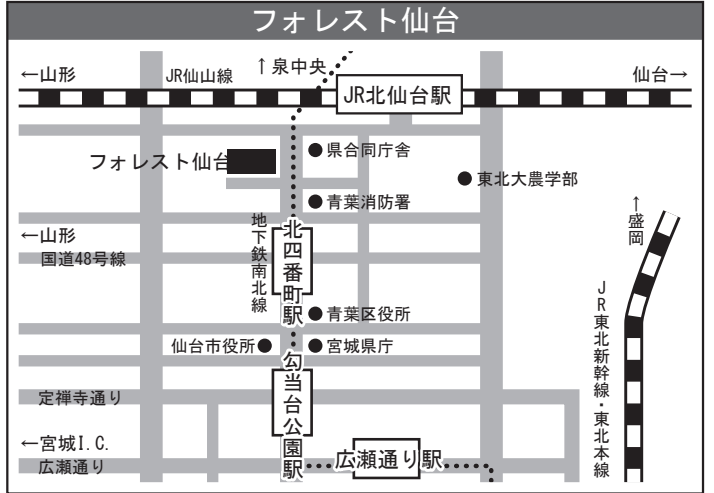 フォレスト仙台
←山形
JR仙山線
↑泉中央
仙台→
JR北仙台駅
フォレスト仙台
●県合同庁舎
●東北大農学部
●青葉消防署
←山形
国道48号線
地下鉄南北線
北四番町駅
↑盛岡
JR東北新幹線・東北本線
●青葉区役所
仙台市役所●
●宮城県庁
勾当台公園駅
定禅寺通り
←宮城I.C.
広瀬通り
広瀬通り駅